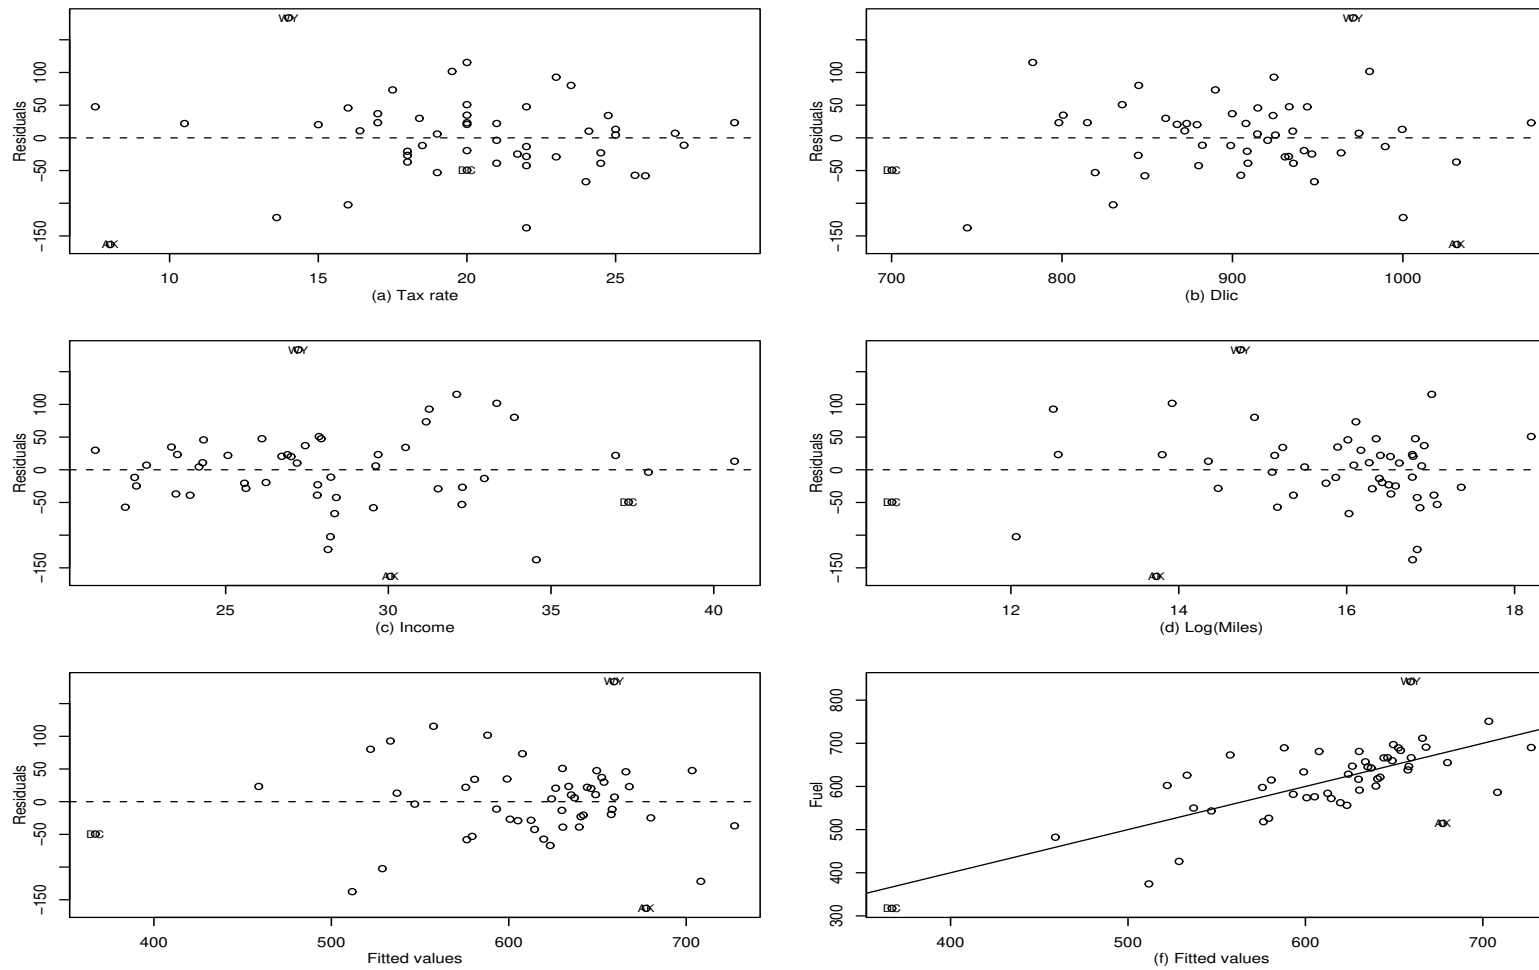 WY
Residuals
100
50
0
−50
−150
DC
AK
10
15
20
25
(a) Tax rate
WY
Residuals
100
50
0
−50
−150
DC
AK
700
800
900
1000
(b) Dlic
WY
Residuals
100
50
0
−50
−150
DC
AK
25
30
35
40
(c) Income
WY
Residuals
100
50
0
−50
−150
DC
AK
12
14
16
18
(d) Log(Miles)
WY
Residuals
100
50
0
−50
−150
DC
AK
400
500
600
700
Fitted values
WY
Fuel
800
700
600
500
400
300
AK
DC
400
500
600
700
(f) Fitted values